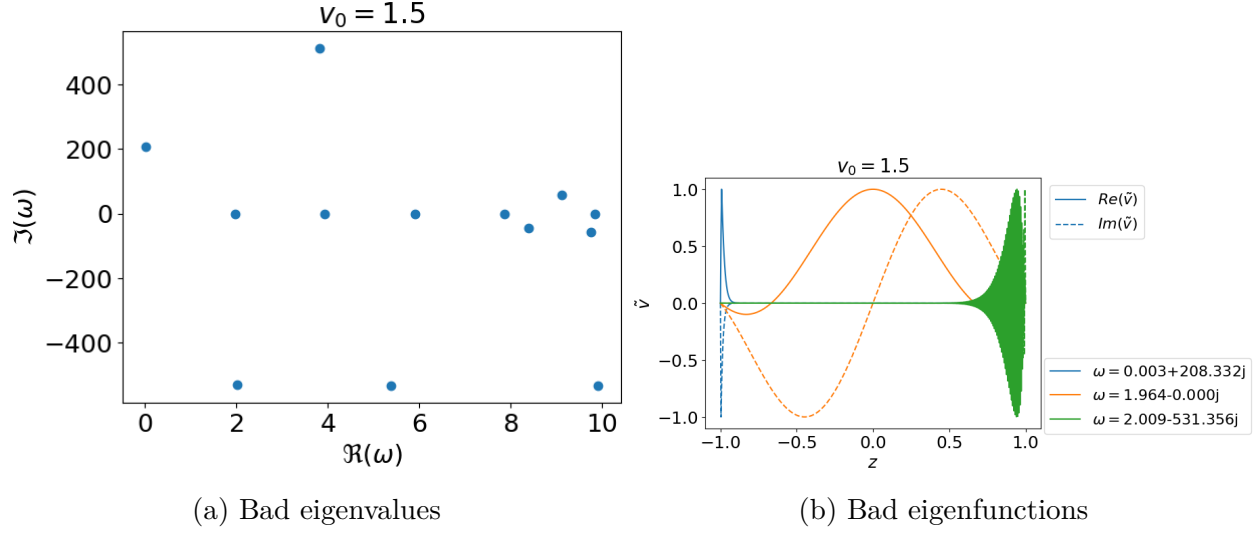 v₀ = 1.5
ℑ(ω)
400
200
0
−200
−400
0 2 4 6 8 10
ℜ(ω)
(a) Bad eigenvalues
v₀ = 1.5
ṽ
1.0
0.5
0.0
−0.5
−1.0
−1.0 −0.5 0.0 0.5 1.0
z
Re(ṽ)
Im(ṽ)
ω = 0.003+208.332j
ω = 1.964-0.000j
ω = 2.009-531.356j
(b) Bad eigenfunctions